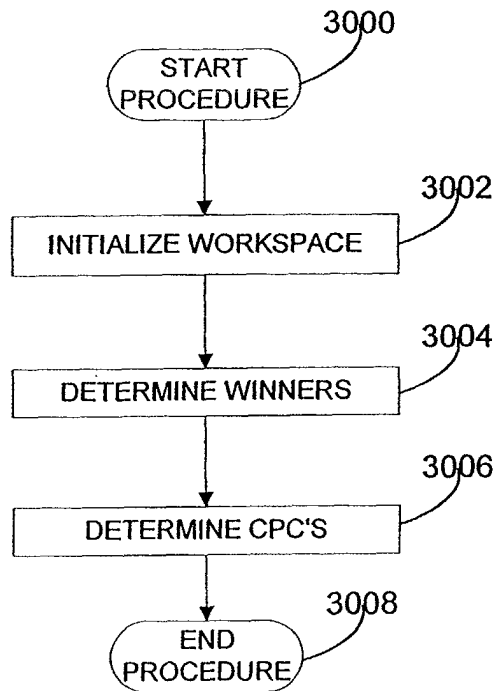 3000
START
PROCEDURE
3002
INITIALIZE WORKSPACE
3004
DETERMINE WINNERS
3006
DETERMINE CPC'S
3008
END
PROCEDURE